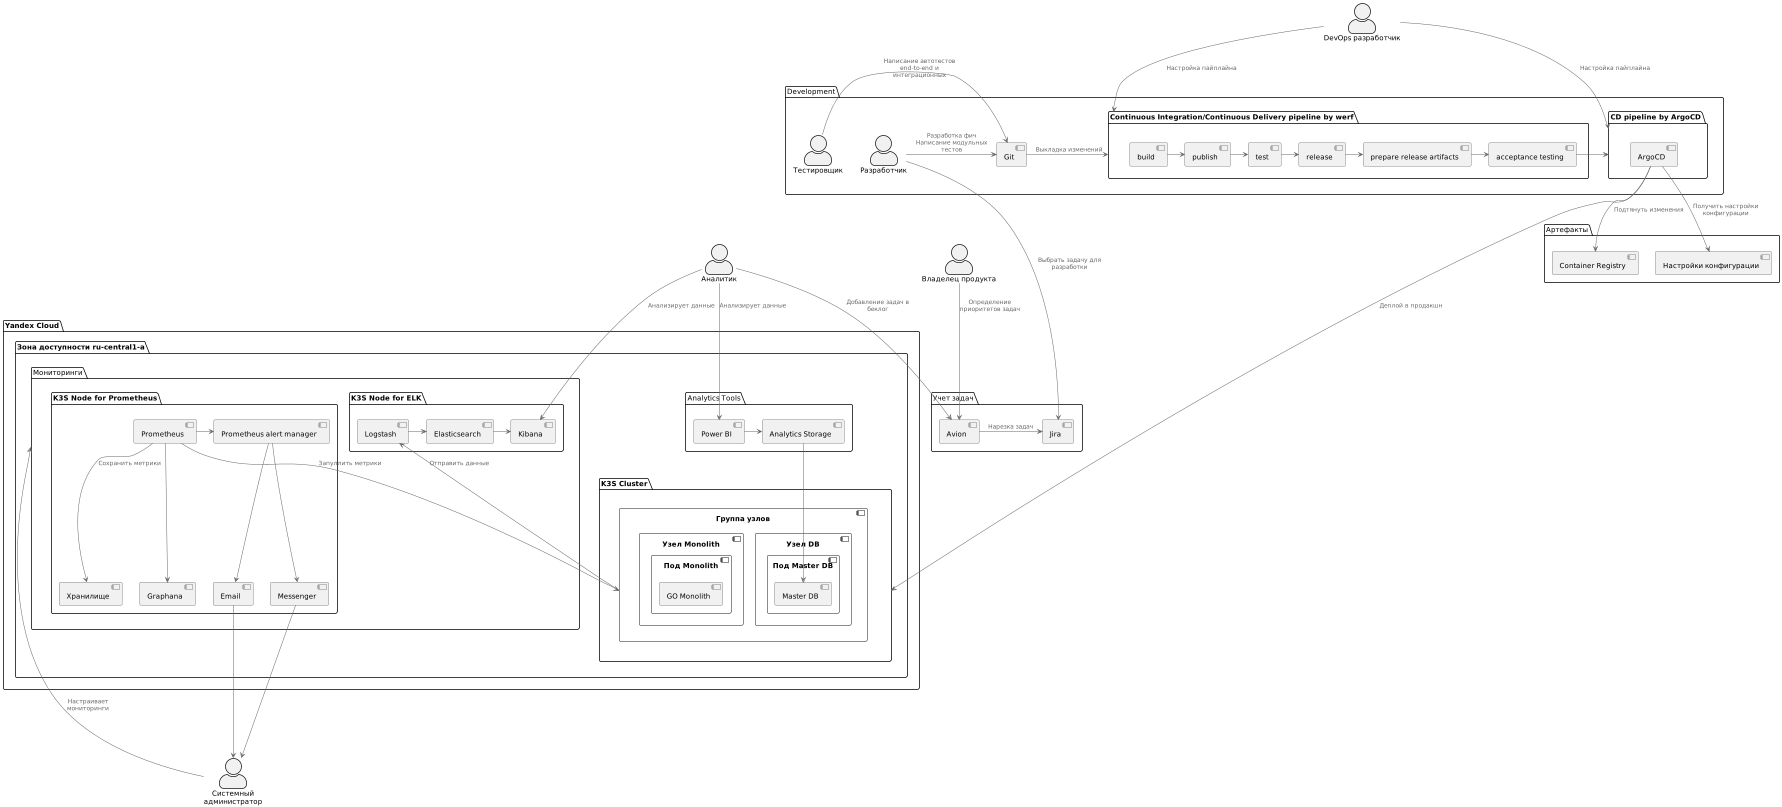 DevOps разработчик
Написание автотестов
end-to-end и
интеграционных
Настройка пайплайна
Настройка пайплайна
Development
Continuous Integration/Continuous Delivery pipeline by werf
CD pipeline by ArgoCD
Тестировщик
Разработчик
Разработка фич
Написание модульных
тестов
Git
Выкладка изменений
build
publish
test
release
prepare release artifacts
acceptance testing
ArgoCD
Подтянуть изменения
Получить настройки
конфигурации
Артефакты
Container Registry
Настройки конфигурации
Аналитик
Владелец продукта
Выбрать задачу для
разработки
Анализирует данные
Анализирует данные
Добавление задач в
беклог
Определение
приоритетов задач
Деплой в продакшн
Yandex Cloud
Зона доступности ru-central1-a
Мониторинги
K3S Node for Prometheus
K3S Node for ELK
Analytics Tools
Учет задач
Prometheus
Prometheus alert manager
Logstash
Elasticsearch
Kibana
Power BI
Analytics Storage
Avion
Нарезка задач
Jira
Сохранить метрики
Запуллить метрики
Отправить данные
K3S Cluster
Группа узлов
Узел Monolith
Узел DB
Под Monolith
Под Master DB
GO Monolith
Master DB
Хранилище
Graphana
Email
Messenger
Настраивает
мониторинги
Системный
администратор